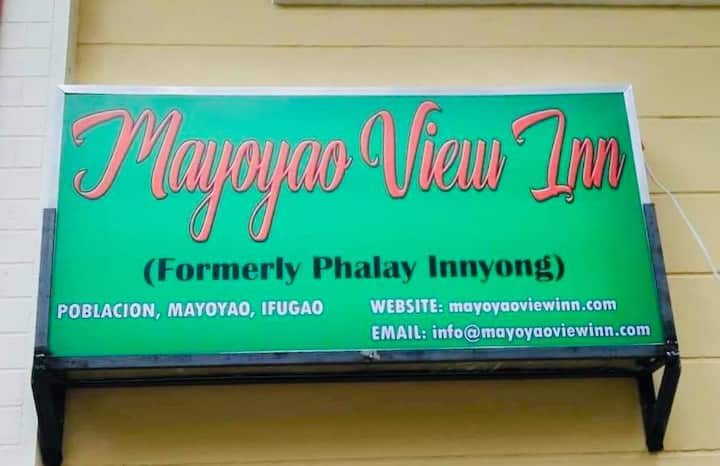 Mayoyao View Inn
(Formerly Phalay Innyong)
POBLACION, MAYOYAO, IFUGAO
WEBSITE: mayoyaoviewinn.com
EMAIL: info@mayoyaoviewinn.com